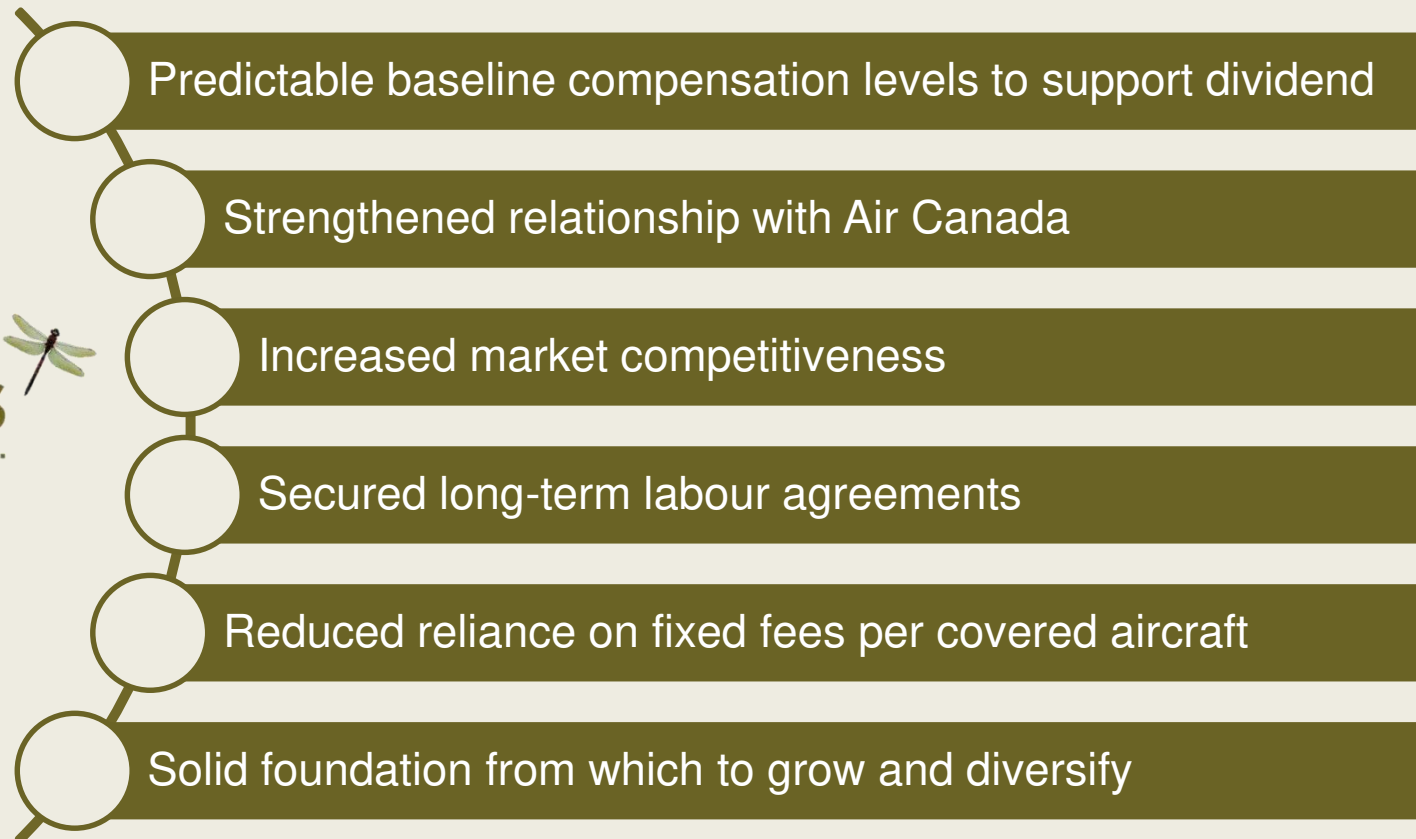 Predictable baseline compensation levels to support dividend
Strengthened relationship with Air Canada
Increased market competitiveness
Secured long-term labour agreements
Reduced reliance on fixed fees per covered aircraft
Solid foundation from which to grow and diversify